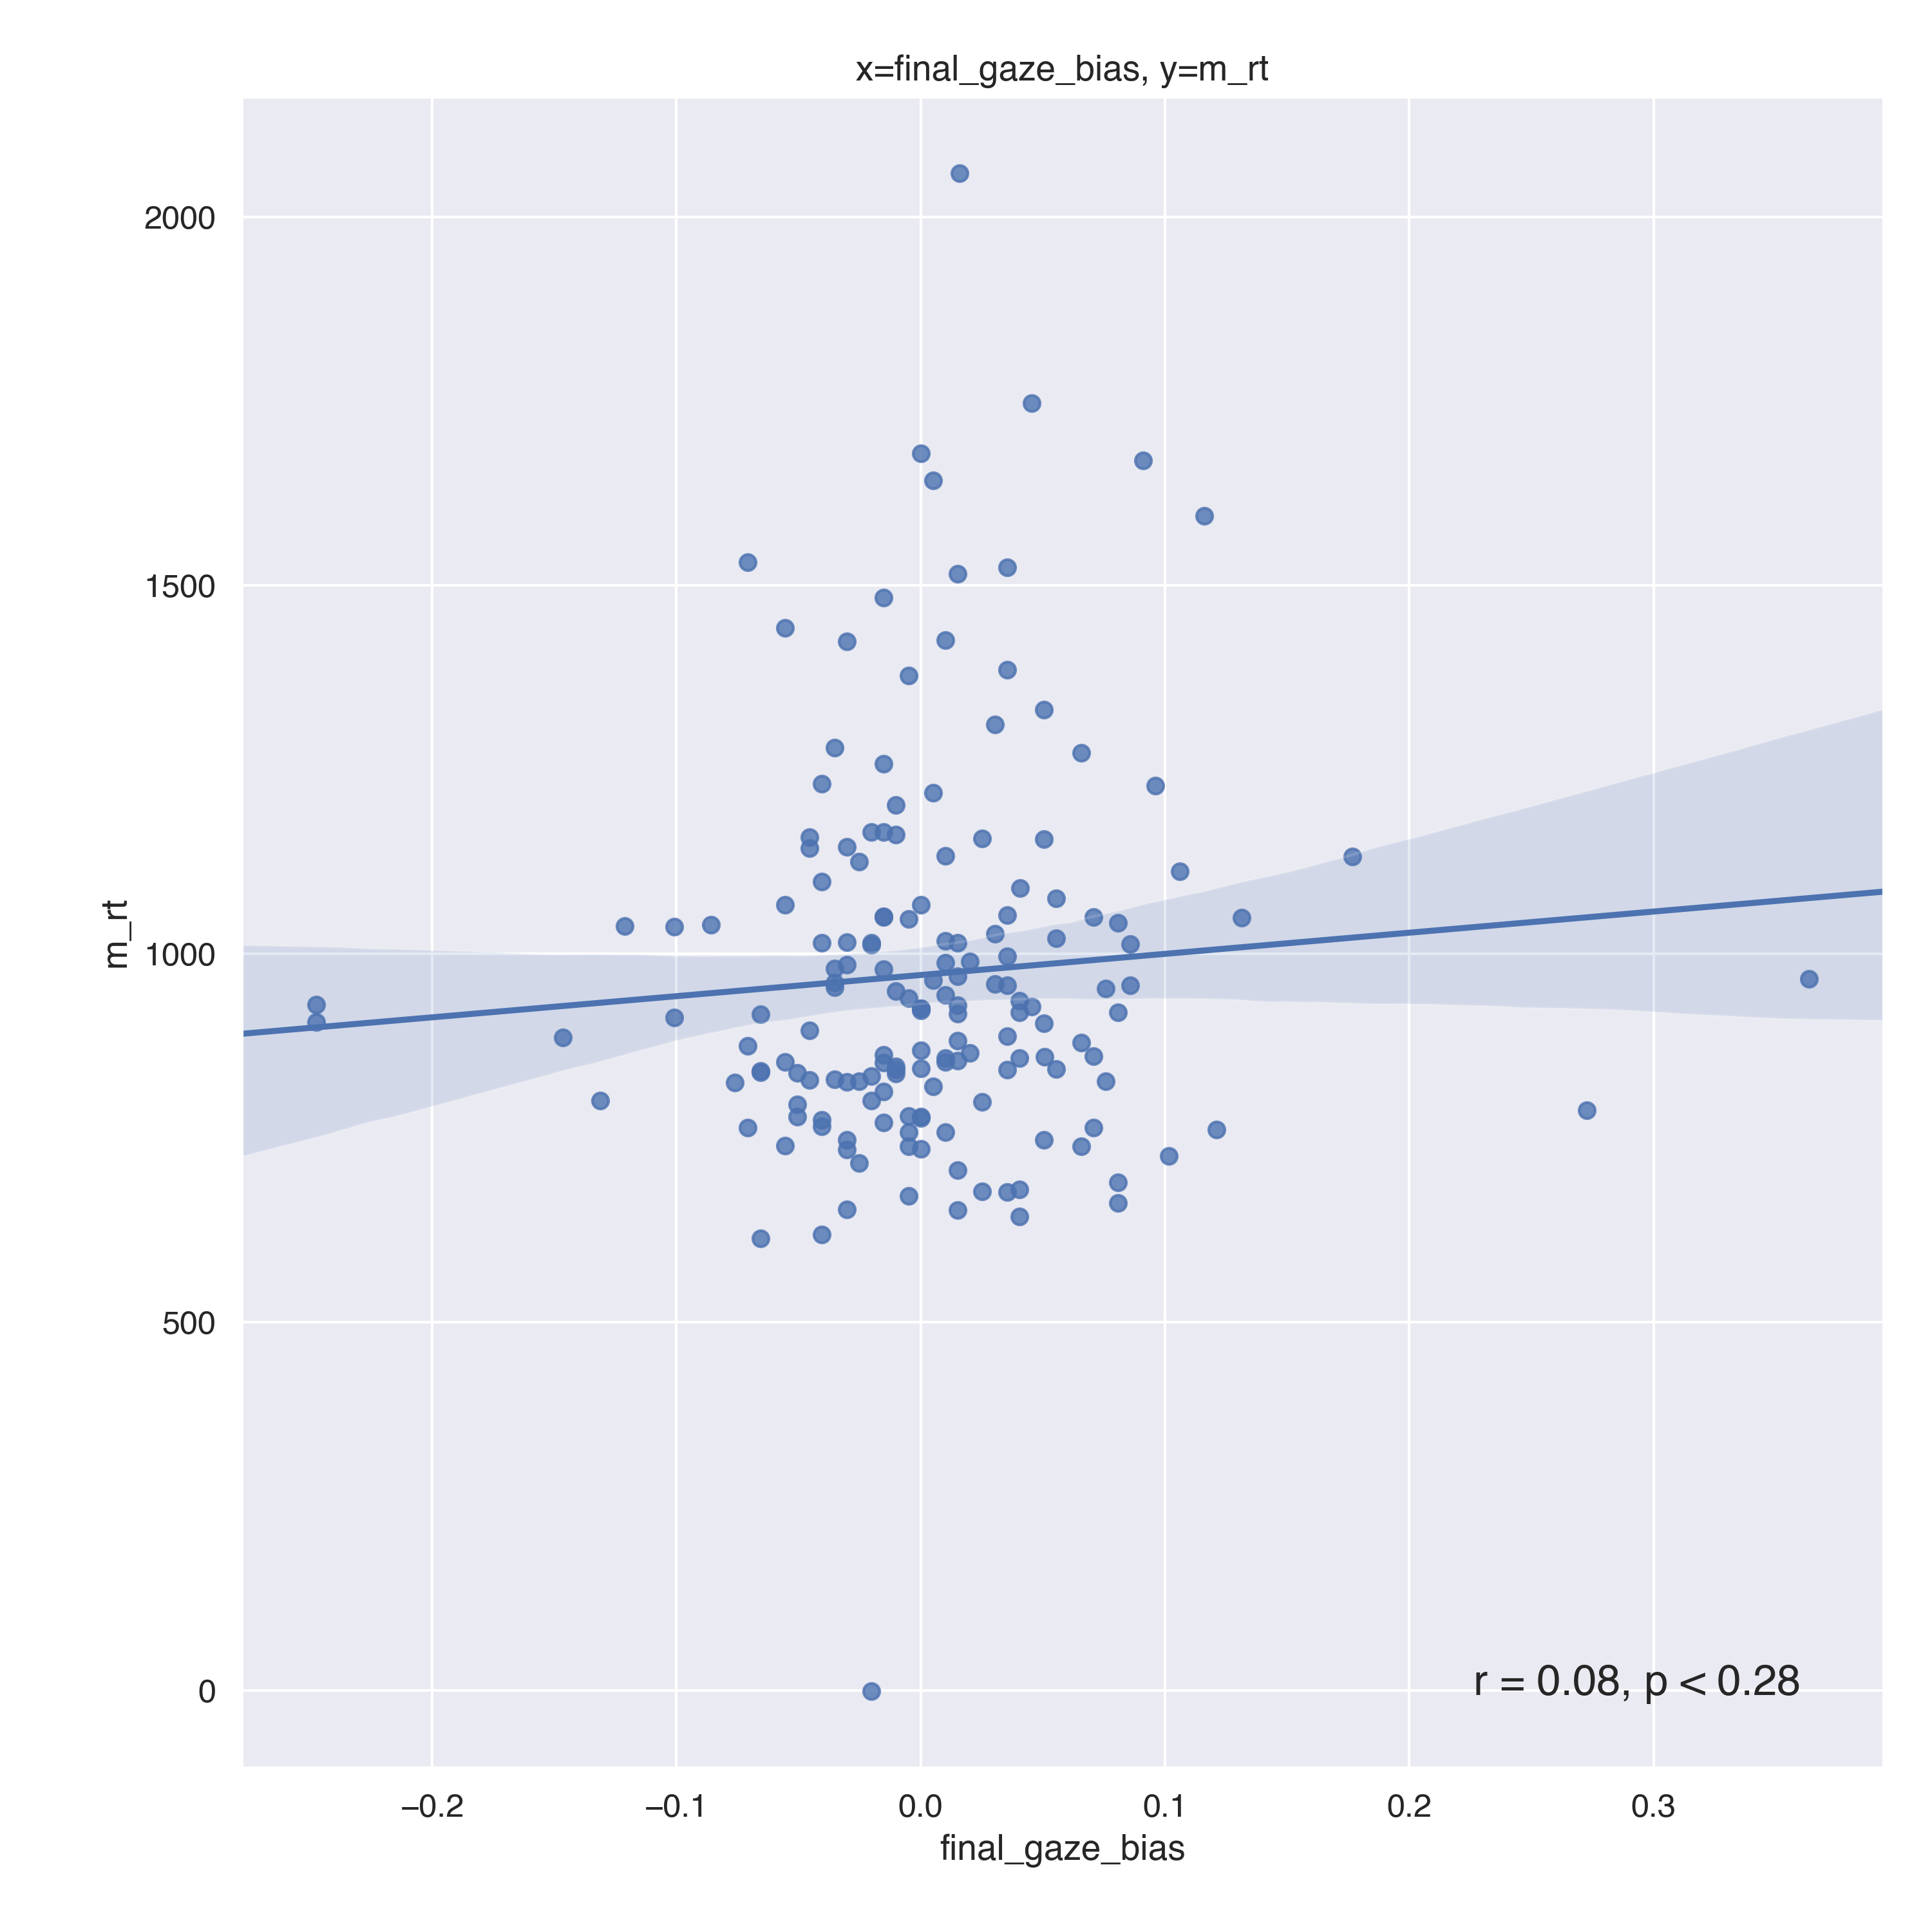 x=final_gaze_bias, y=m_rt
2000
1500
1000
500
0
m_rt
r = 0.08, p < 0.28
−0.2
−0.1
0.0
0.1
0.2
0.3
final_gaze_bias